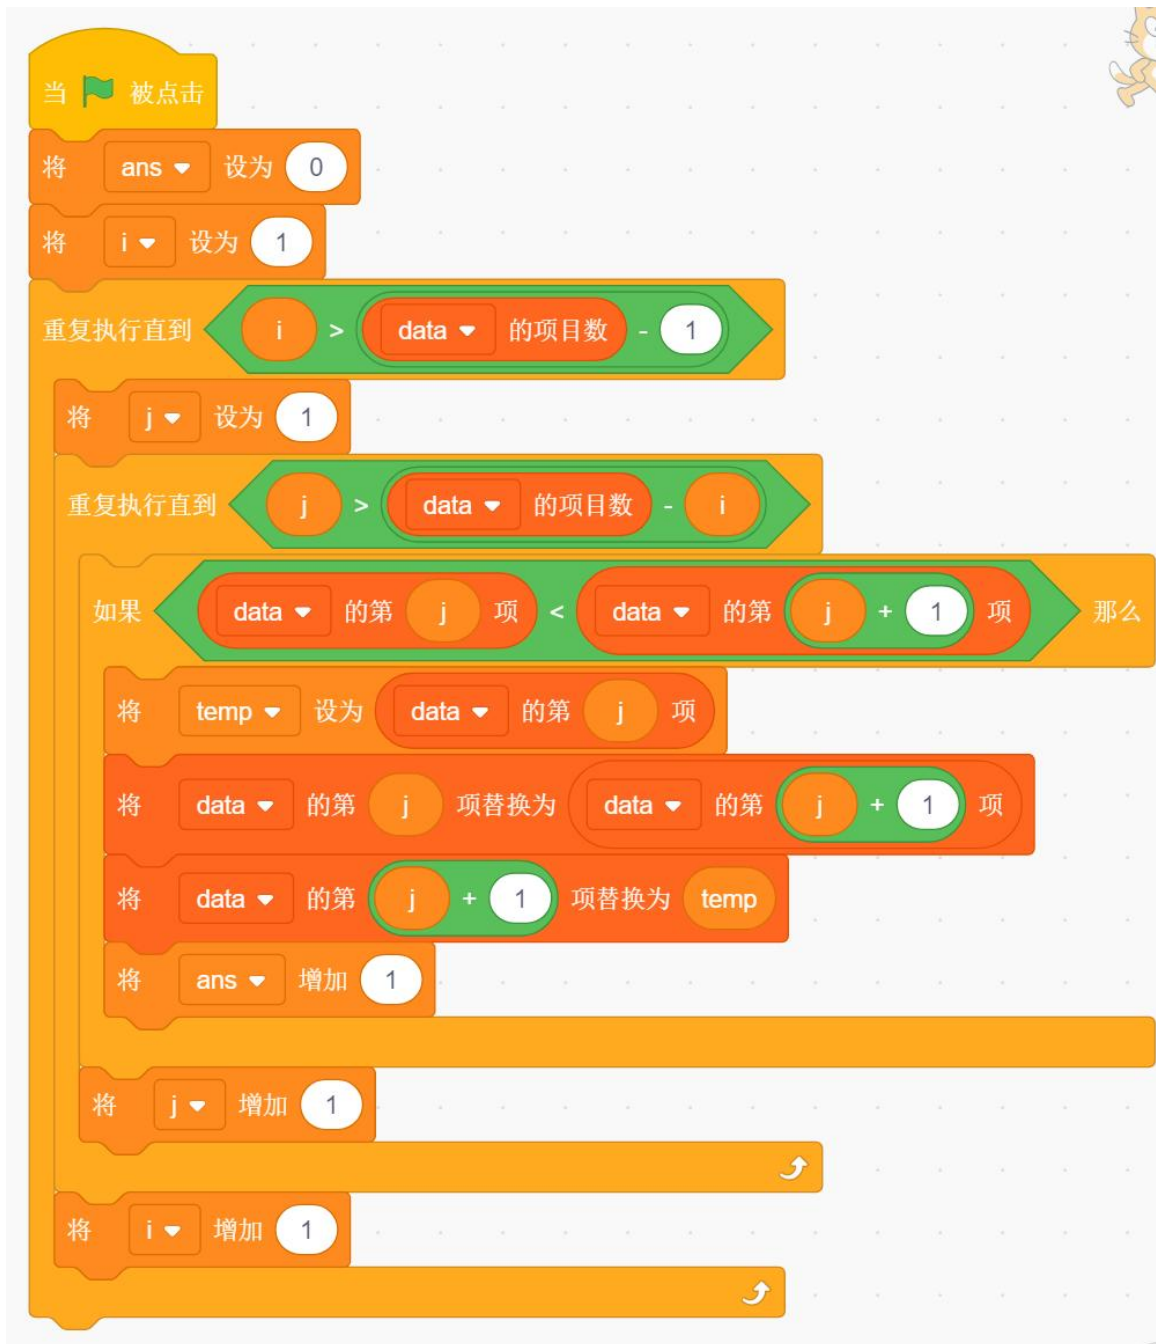 当 被点击
将 ans 设为 0
将 i 设为 1
重复执行直到 i > data 的项目数 - 1
将 j 设为 1
重复执行直到 j > data 的项目数 - i
如果 data 的第 j 项 < data 的第 j + 1 项 那么
将 temp 设为 data 的第 j 项
将 data 的第 j 项替换为 data 的第 j + 1 项
将 data 的第 j + 1 项替换为 temp
将 ans 增加 1
将 j 增加 1
将 i 增加 1